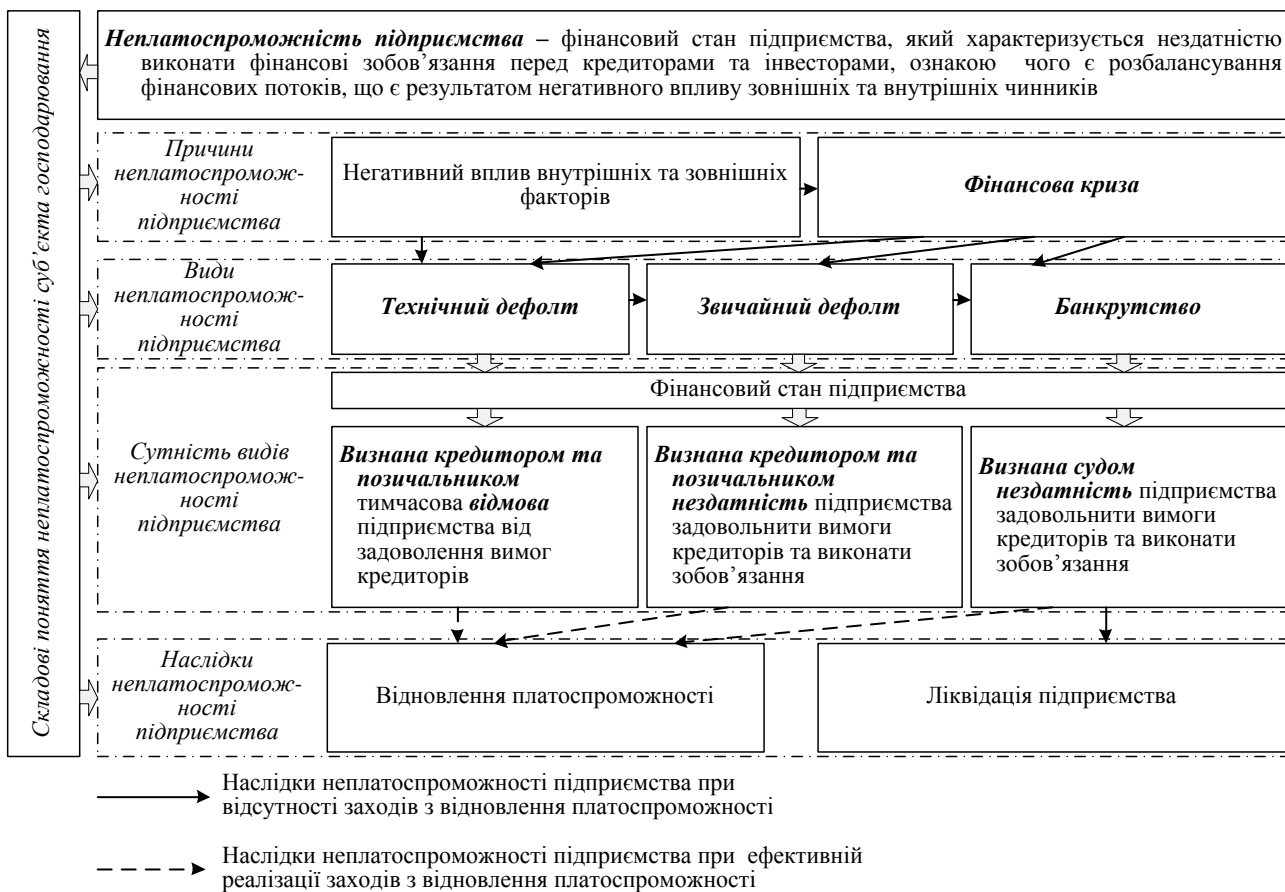 Складові поняття неплатоспроможності суб’єкта господарювання
Неплатоспроможність підприємства – фінансовий стан підприємства, який характеризується нездатністю
виконати фінансові зобов’язання перед кредиторами та інвесторами, ознакою чого є розбалансування
фінансових потоків, що є результатом негативного впливу зовнішніх та внутрішніх чинників
Причини
неплатоспромож-
ності
підприємства
Негативний вплив внутрішніх та зовнішніх
факторів
Фінансова криза
Види
неплатоспромож-
ності
підприємства
Технічний дефолт
Звичайний дефолт
Банкрутство
Сутність видів
неплатоспромож-
ності
підприємства
Фінансовий стан підприємства
Визнана кредитором та
позичальником
тимчасова відмова
підприємства від
задоволення вимог
кредиторів
Визнана кредитором та
позичальником
нездатність підприємства
задовольнити вимоги
кредиторів та виконати
зобов’язання
Визнана судом
нездатність підприємства
задовольнити вимоги
кредиторів та виконати
зобов’язання
Наслідки
неплатоспромож-
ності
підприємства
Відновлення платоспроможності
Ліквідація підприємства
Наслідки неплатоспроможності підприємства при
відсутності заходів з відновлення платоспроможності
Наслідки неплатоспроможності підприємства при ефективній
реалізації заходів з відновлення платоспроможності